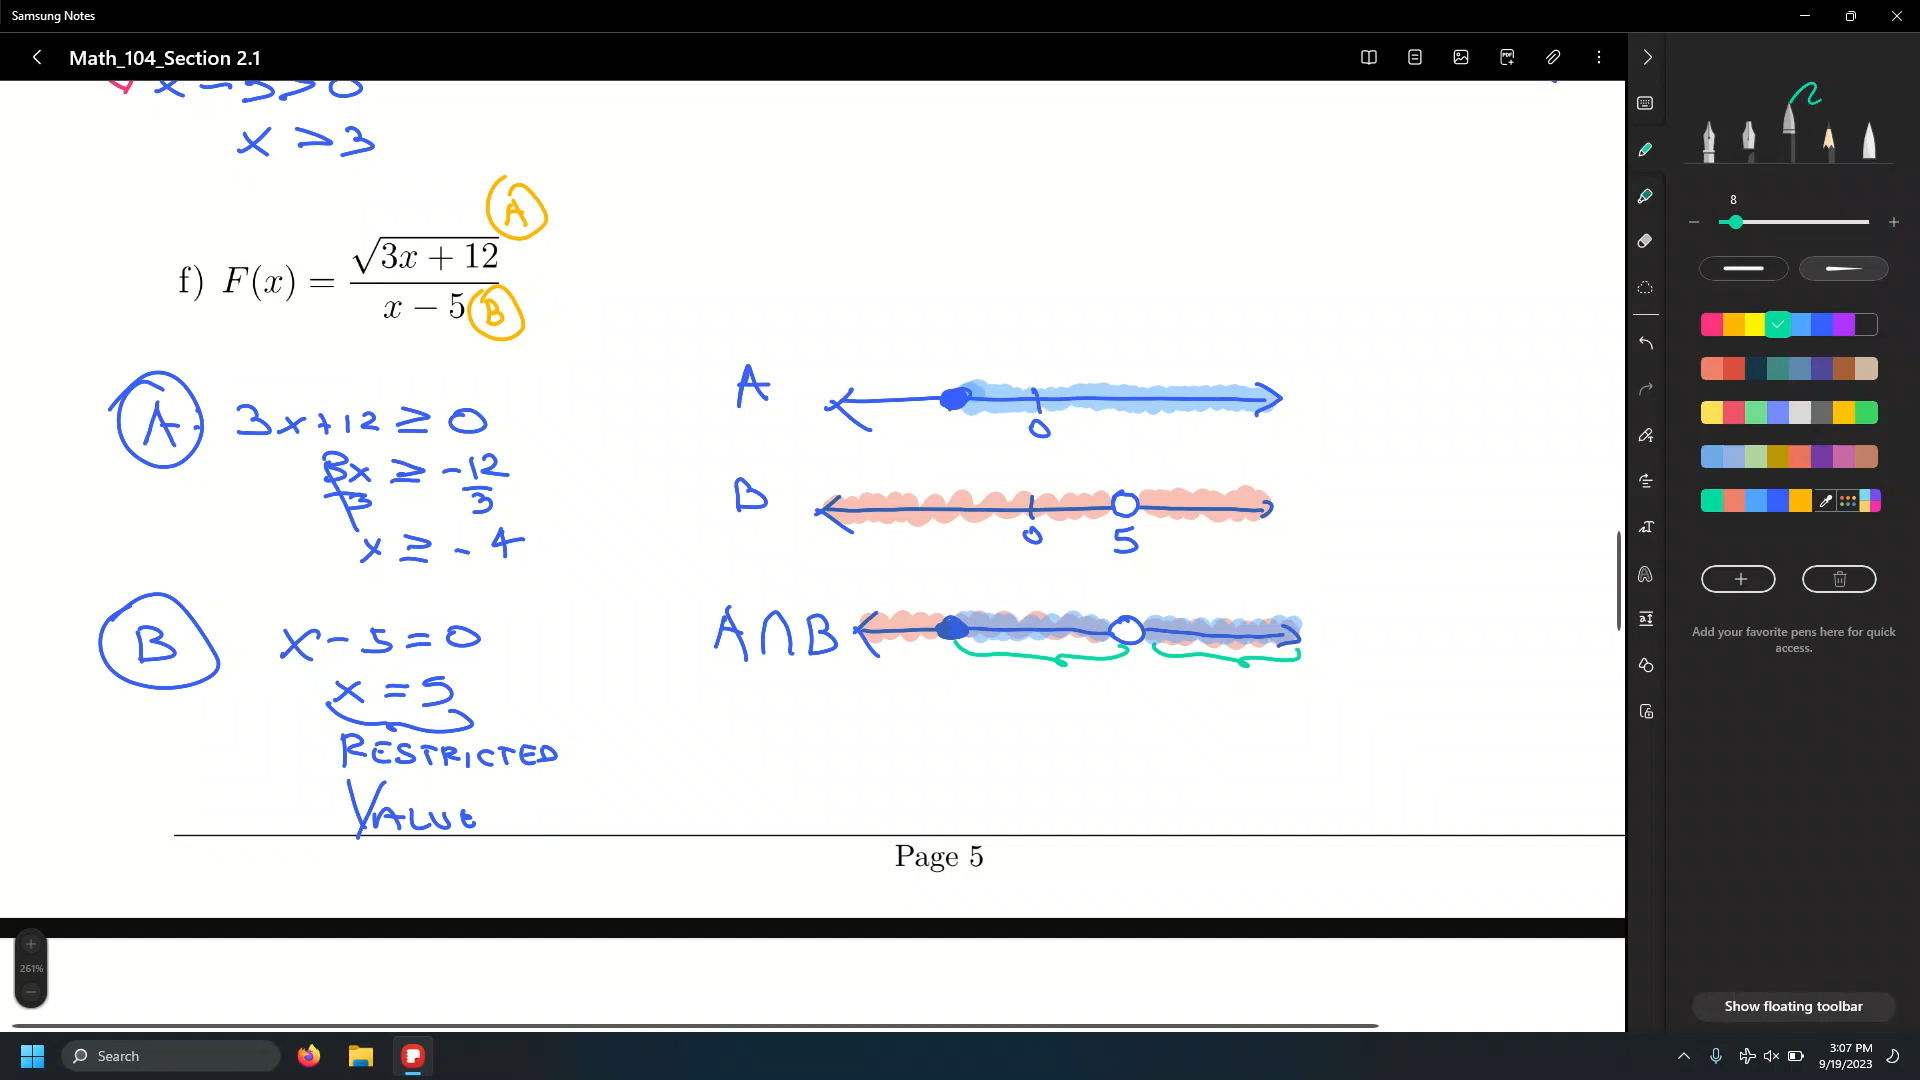 Samsung Notes
Math_104_Section 2.1
x - 3 > 0
x > 3
f) F(x) = √(3x + 12) / (x − 5)
A
B
A 3x+12 ≥ 0
3x/3 ≥ -12/3
x ≥ - 4
B x - 5 = 0
x = 5
RESTRICTED
VALUE
A
0
B
0 5
A∩B
Page 5
8
Add your favorite pens here for quick
access.
Show floating toolbar
261%
Search
3:07 PM
9/19/2023